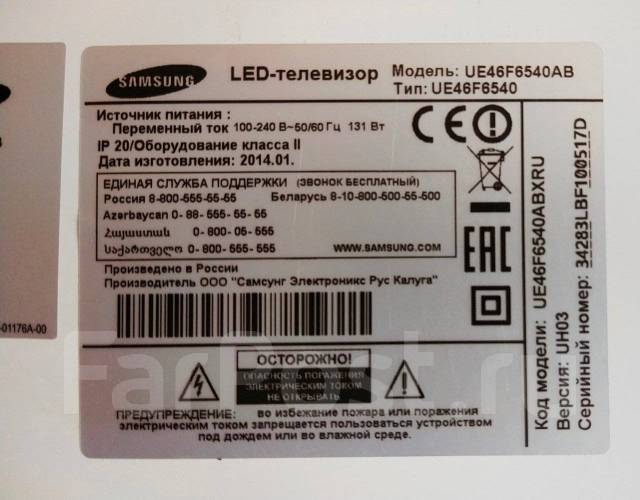 SAMSUNG
LED-телевизор
Модель: UE46F6540AB
Тип: UE46F6540
Источник питания :
Переменный ток 100-240 В~50/60 Гц 131 Вт
IP 20/Оборудование класса II
Дата изготовления: 2014.01.
ЕДИНАЯ СЛУЖБА ПОДДЕРЖКИ (ЗВОНОК БЕСПЛАТНЫЙ)
Россия 8-800-555-55-55 Беларусь 8-10-800-500-55-500
Azərbaycan 0- 88- 555- 55- 55
Հայաստան 0- 800- 05- 555
საქართველო 0- 800- 555- 555 WWW.SAMSUNG.COM
Произведено в России
Производитель ООО "Самсунг Электроникс Рус Калуга"
CE
EAC
Код модели: UE46F6540ABXRU
Версия: UH03
Серийный номер: 34283LBF100517D
-01176A-00
ОСТОРОЖНО!
ОПАСНОСТЬ ПОРАЖЕНИЯ
ЭЛЕКТРИЧЕСКИМ ТОКОМ
НЕ ОТКРЫВАТЬ
ПРЕДУПРЕЖДЕНИЕ: во избежание пожара или поражения
электрическим током запрещается пользоваться устройством
под дождем или во влажной среде.
FarPost.ru